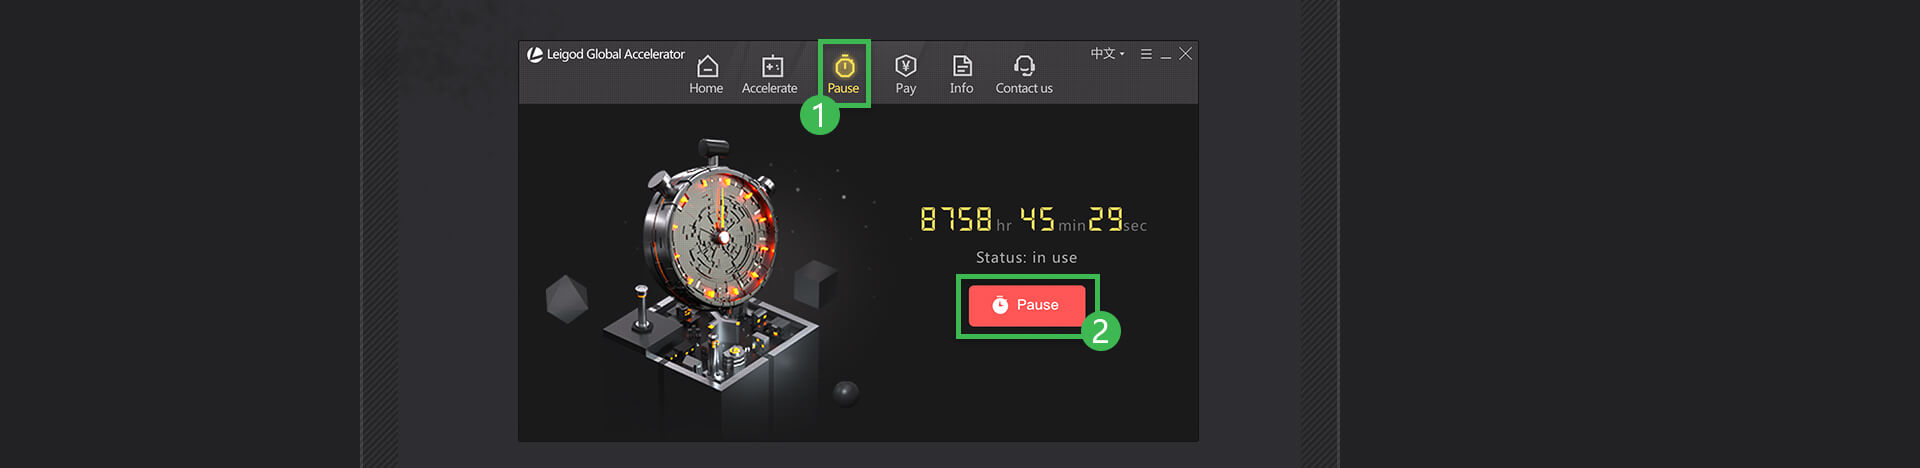 Leigod Global Accelerator
中文
Home Accelerate Pause Pay Info Contact us
1
8758 hr 45 min 29 sec
Status: in use
Pause
2